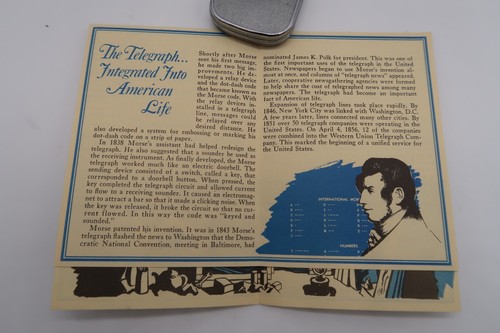 The Telegraph...
Integrated Into
American
Life
Shortly after Morse
sent his first message,
he made two big im-
provements. He de-
veloped a relay device
and the dot-dash code
that became known as
the Morse code. With
the relay devices in-
stalled in a telegraph
line, messages could
be relayed over any
desired distance. He
also developed a system for embossing or marking his
dot-dash code on a strip of paper.
In 1838 Morse's assistant had helped redesign the
telegraph. He also suggested that a sounder be used as
the receiving instrument. As finally developed, the Morse
telegraph worked much like an electric doorbell. The
sending device consisted of a switch, called a key, that
corresponded to a doorbell button. When pressed, the
key completed the telegraph circuit and allowed current
to flow to a receiving sounder. It caused an electromag-
net to attract a bar so that it made a clicking noise. When
the key was released, it broke the circuit so that no cur-
rent flowed. In this way the code was "keyed and
sounded."
Morse patented his invention. It was in 1843 Morse's
telegraph flashed the news to Washington that the Demo-
cratic National Convention, meeting in Baltimore, had
nominated James K. Polk for president. This was one of
the first important uses of the telegraph in the United
States. Newspapers began to use Morse's invention al-
most at once, and columns of "telegraph news" appeared.
Later, cooperative newsgathering agencies were formed
to help share the cost of telegraphed news among many
newspapers. The telegraph had become an important
fact of American life.
Expansion of telegraph lines took place rapidly. By
1846, New York City was linked with Washington, D.C.
A few years later, lines connected many other cities. By
1851 over 50 telegraph companies were operating in the
United States. On April 4, 1856, 12 of the companies
were combined into the Western Union Telegraph Com-
pany. This marked the beginning of a unified service for
the United States.
INTERNATIONAL
NUMBERS